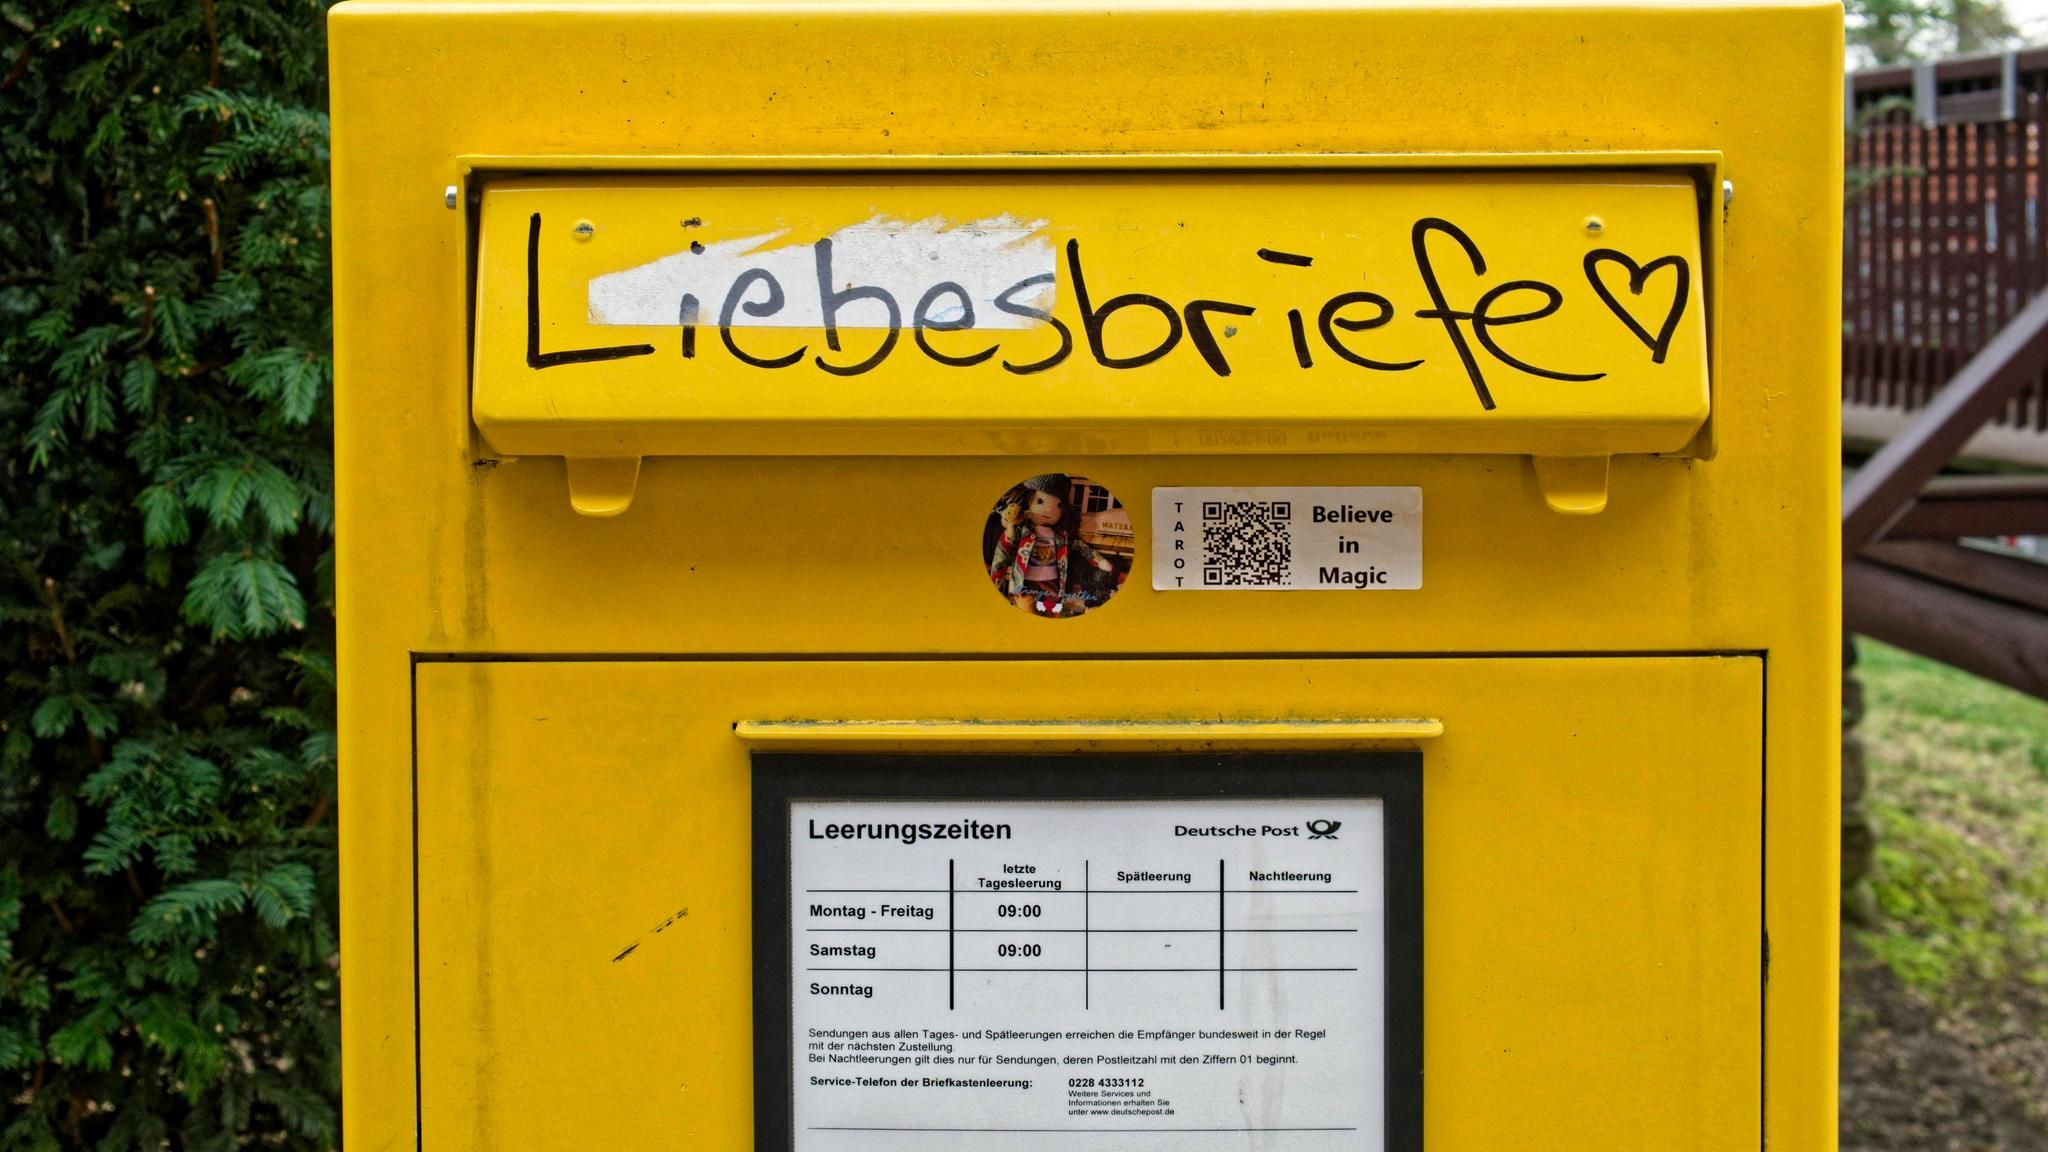 Liebesbriefe♡
TAROT
Believe
in
Magic
Leerungszeiten
Deutsche Post
letzte Tagesleerung Spätleerung Nachtleerung
Montag - Freitag 09:00
Samstag 09:00 -
Sonntag
Sendungen aus allen Tages- und Spätleerungen erreichen die Empfänger bundesweit in der Regel
mit der nächsten Zustellung.
Bei Nachtleerungen gilt dies nur für Sendungen, deren Postleitzahl mit den Ziffern 01 beginnt.
Service-Telefon der Briefkastenleerung: 0228 4333112
Weitere Services und
Informationen erhalten Sie
unter www.deutschepost.de